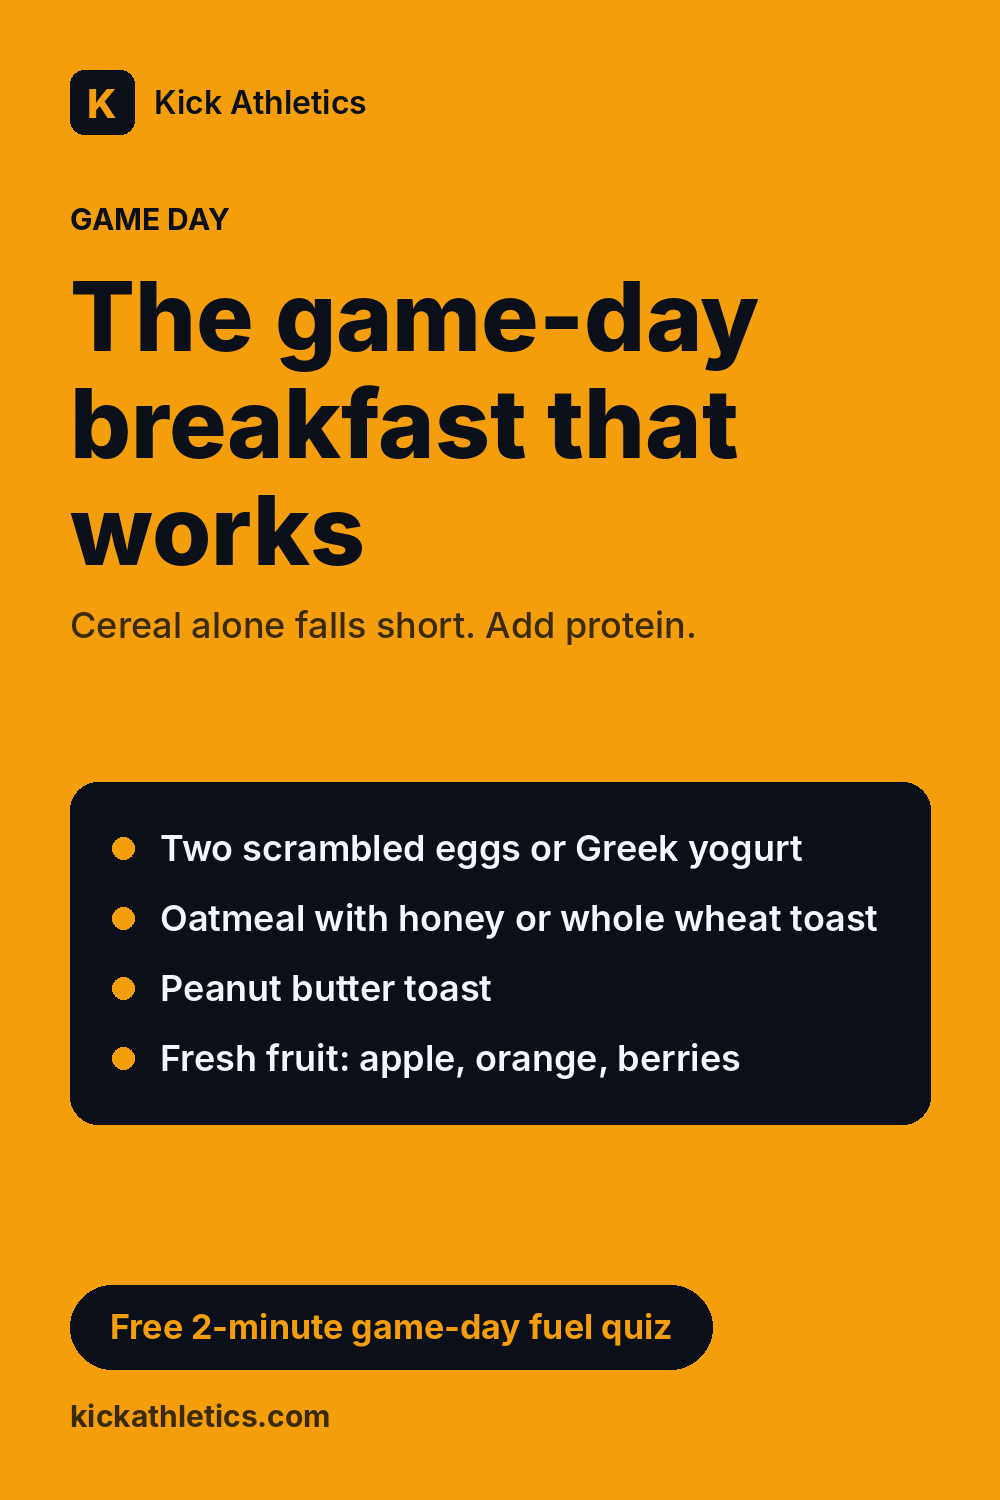 K
Kick Athletics
GAME DAY
The game-day
breakfast that
works
Cereal alone falls short. Add protein.
Two scrambled eggs or Greek yogurt
Oatmeal with honey or whole wheat toast
Peanut butter toast
Fresh fruit: apple, orange, berries
Free 2-minute game-day fuel quiz
kickathletics.com